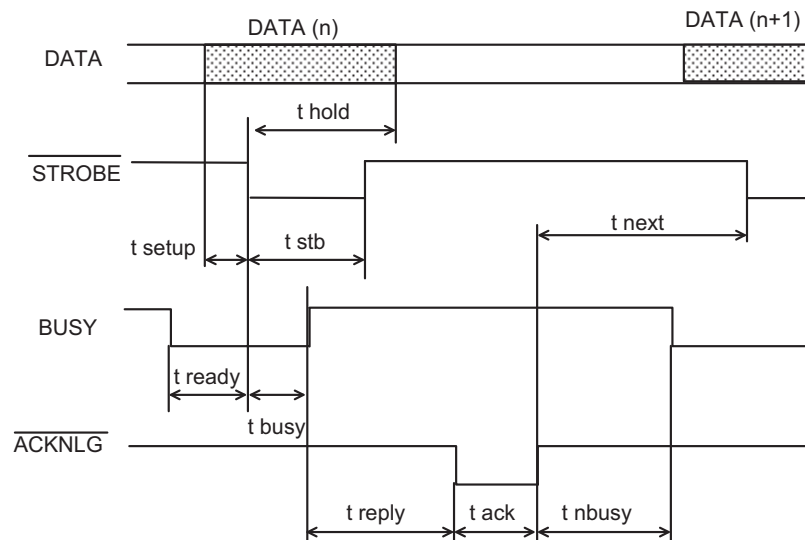 DATA (n)
DATA (n+1)
DATA
t hold
STROBE
t setup
t stb
t next
BUSY
t ready
t busy
ACKNLG
t reply
t ack
t nbusy